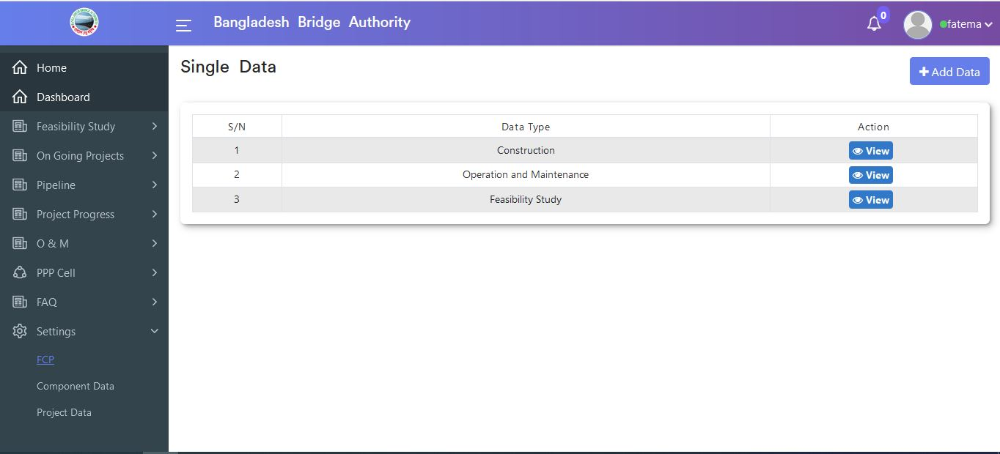 Bangladesh Bridge Authority
0
fatema
Home
Dashboard
Feasibility Study
On Going Projects
Pipeline
Project Progress
O & M
PPP Cell
FAQ
Settings
FCP
Component Data
Project Data
Single Data
Add Data
S/N Data Type Action
1 Construction View
2 Operation and Maintenance View
3 Feasibility Study View